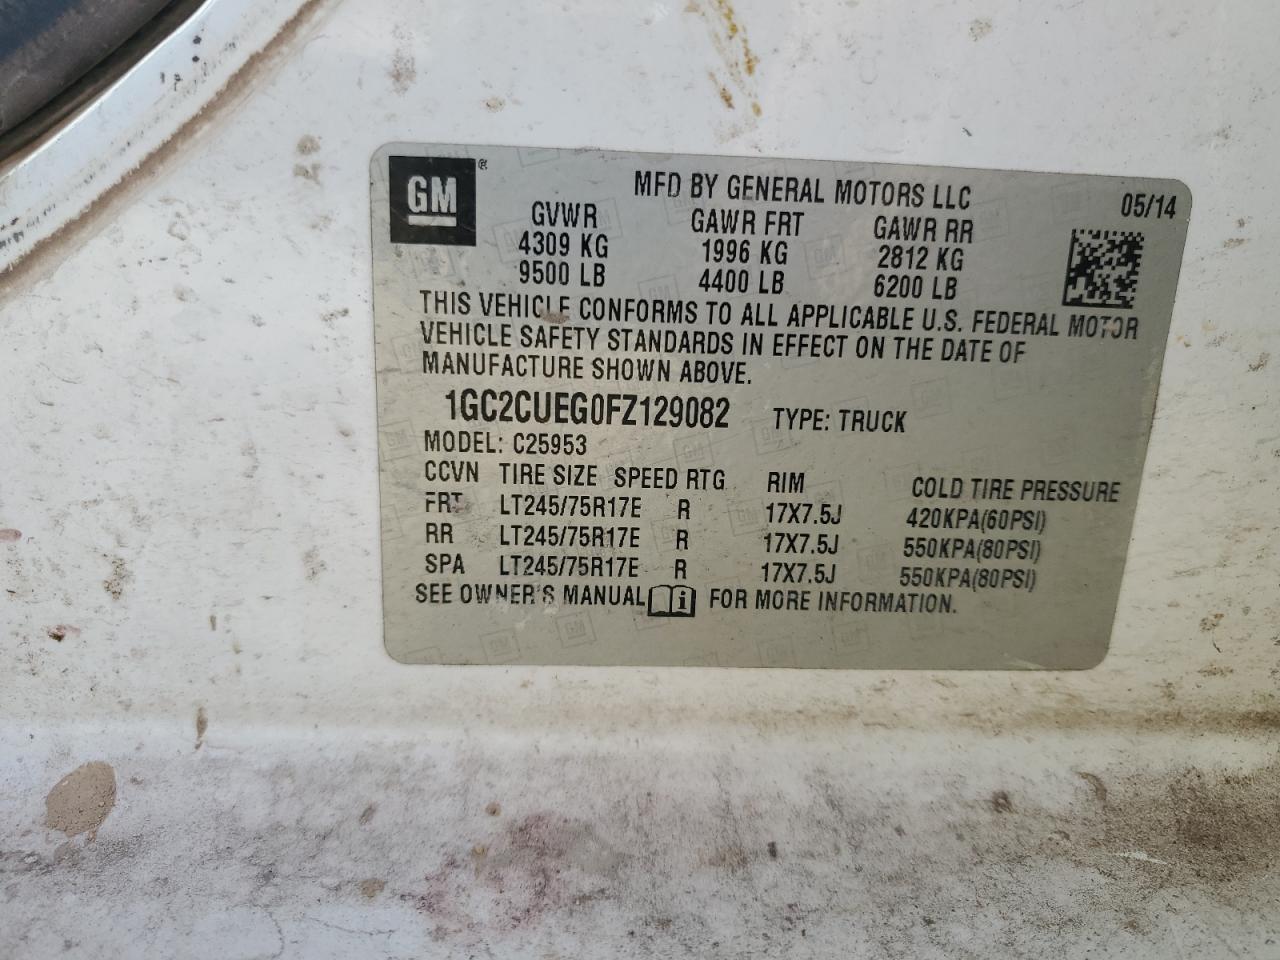 GM ®
MFD BY GENERAL MOTORS LLC 05/14
GVWR GAWR FRT GAWR RR
4309 KG 1996 KG 2812 KG
9500 LB 4400 LB 6200 LB
THIS VEHICLE CONFORMS TO ALL APPLICABLE U.S. FEDERAL MOTOR
VEHICLE SAFETY STANDARDS IN EFFECT ON THE DATE OF
MANUFACTURE SHOWN ABOVE.
1GC2CUEG0FZ129082 TYPE: TRUCK
MODEL: C25953
CCVN TIRE SIZE SPEED RTG RIM COLD TIRE PRESSURE
FRT LT245/75R17E R 17X7.5J 420KPA(60PSI)
RR LT245/75R17E R 17X7.5J 550KPA(80PSI)
SPA LT245/75R17E R 17X7.5J 550KPA(80PSI)
SEE OWNER'S MANUAL FOR MORE INFORMATION.